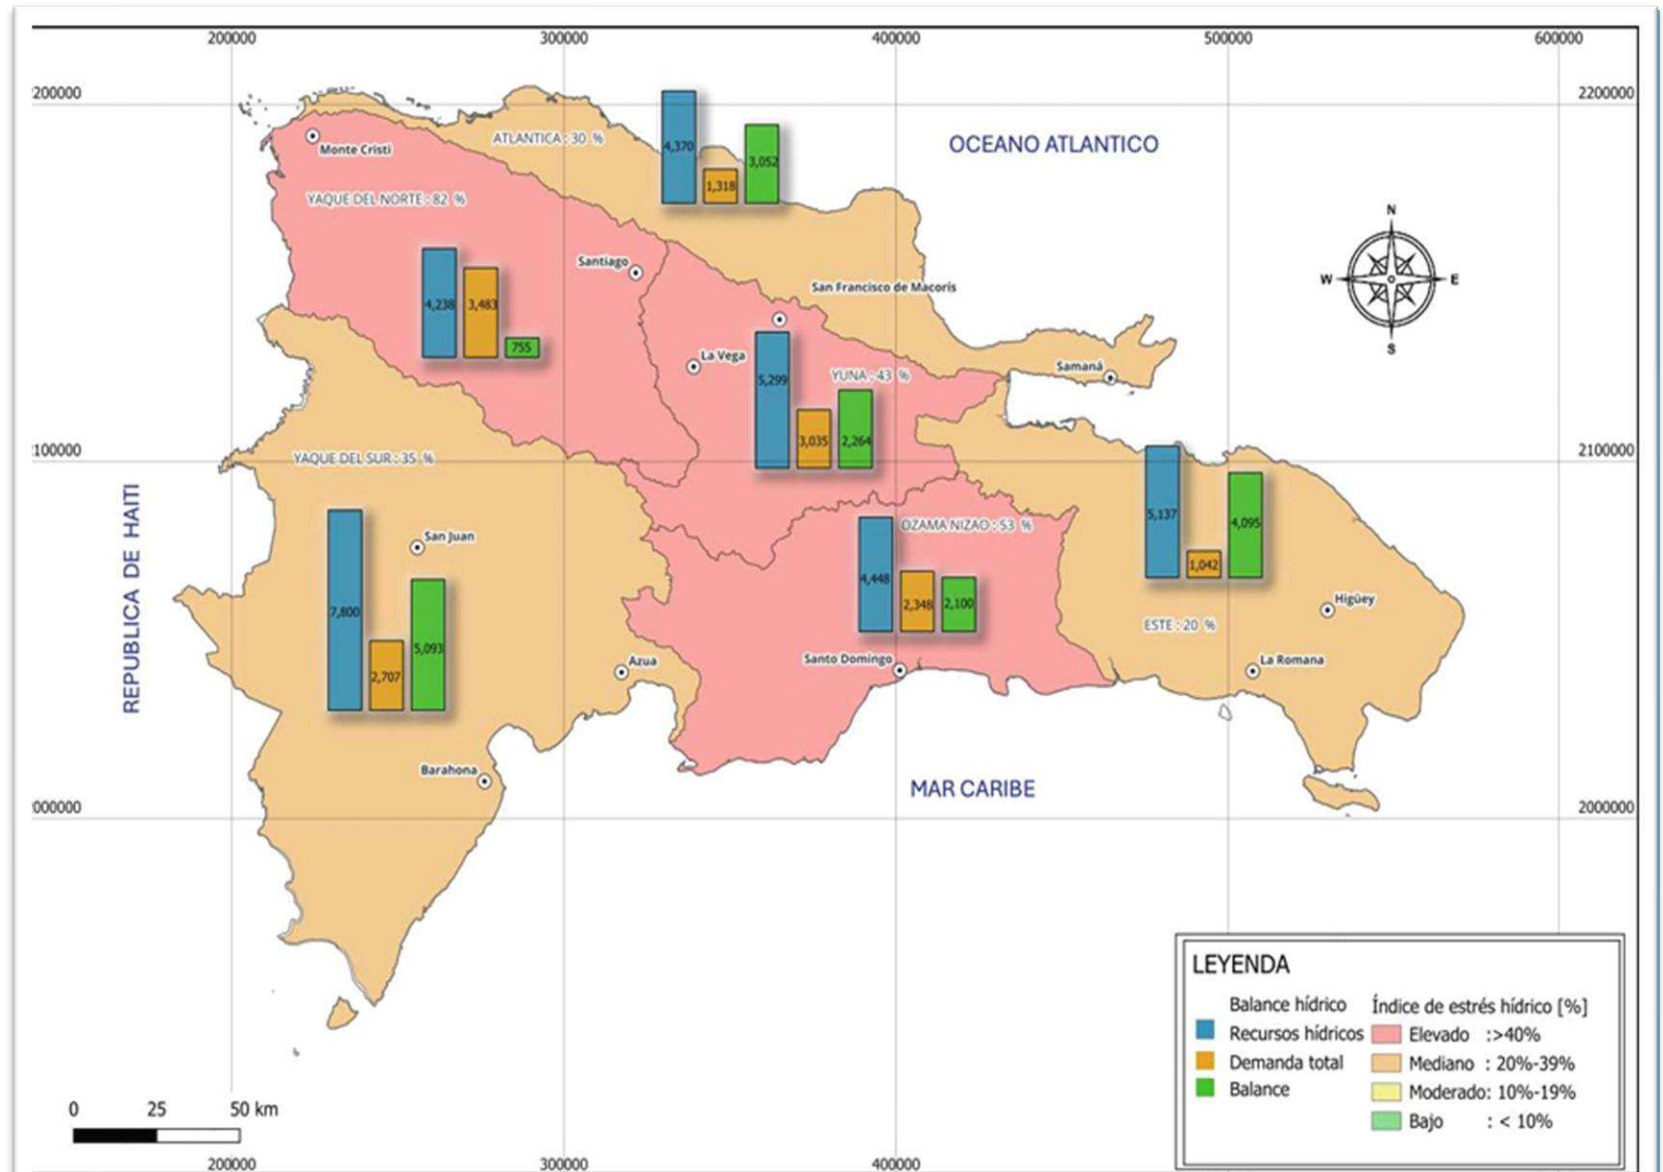 200000 300000 400000 500000 600000
200000 2200000
Monte Cristi
ATLANTICA : 30 %
4,370
1,318
3,052
OCEANO ATLANTICO
YAQUE DEL NORTE : 82 %
N
W E
S
Santiago
San Francisco de Macoris
4,238
3,483
755
La Vega
5,299
3,035
2,264
YUNA : 43 %
Samaná
100000 2100000
YAQUE DEL SUR : 35 %
REPUBLICA DE HAITI
San Juan
7,800
2,707
5,093
OZAMA NIZAO : 53 %
4,448
2,348
2,100
5,137
1,042
4,095
Higüey
ESTE : 20 %
Azua
Santo Domingo
La Romana
Barahona
MAR CARIBE
000000 2000000
LEYENDA
Balance hídrico
Recursos hídricos
Demanda total
Balance
Índice de estrés hídrico [%]
Elevado :>40%
Mediano : 20%-39%
Moderado: 10%-19%
Bajo : < 10%
0 25 50 km
200000 300000 400000